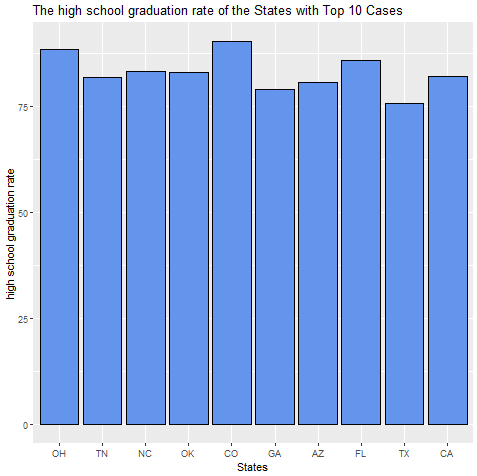 The high school graduation rate of the States with Top 10 Cases
high school graduation rate
75
50
25
0
OH TN NC OK CO GA AZ FL TX CA
States